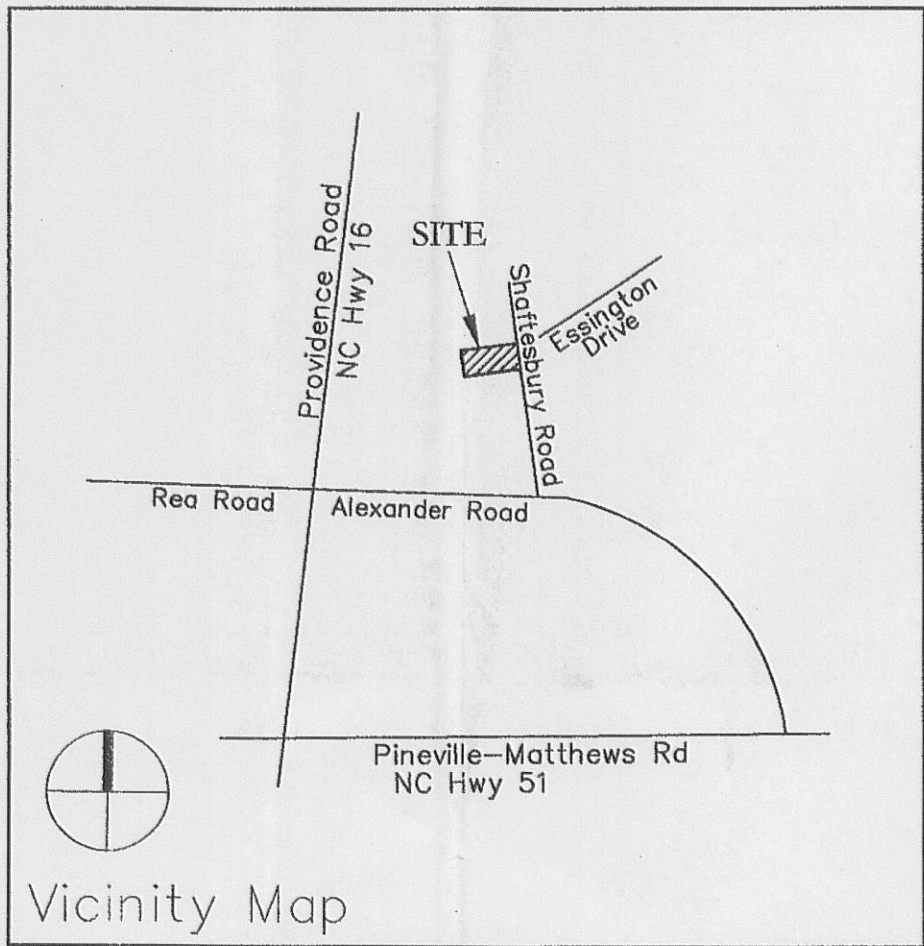 Providence Road
NC Hwy 16
SITE
Shaftesbury Road
Essington
Drive
Rea Road
Alexander Road
Pineville-Matthews Rd
NC Hwy 51
Vicinity Map